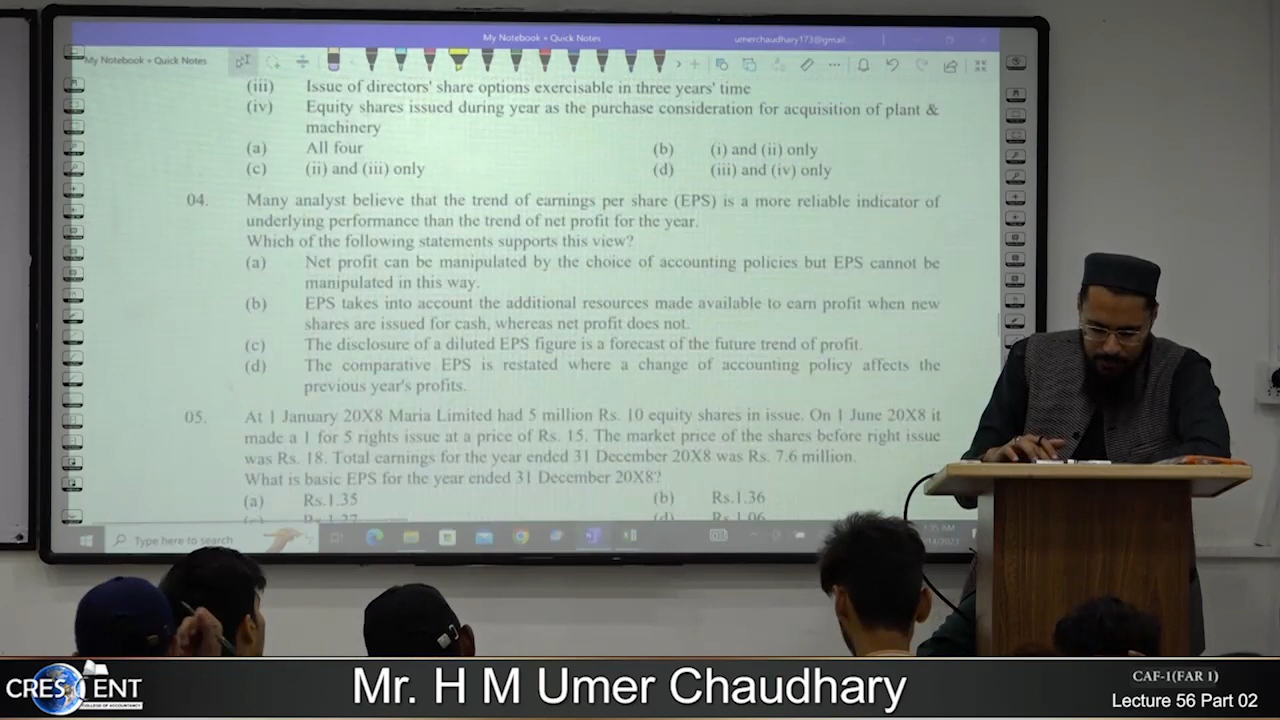 My Notebook » Quick Notes
umerchaudhary173@gmail...
My Notebook » Quick Notes
(iii) Issue of directors' share options exercisable in three years' time
(iv) Equity shares issued during year as the purchase consideration for acquisition of plant &
machinery
(a) All four (b) (i) and (ii) only
(c) (ii) and (iii) only (d) (iii) and (iv) only
04. Many analyst believe that the trend of earnings per share (EPS) is a more reliable indicator of
underlying performance than the trend of net profit for the year.
Which of the following statements supports this view?
(a) Net profit can be manipulated by the choice of accounting policies but EPS cannot be
manipulated in this way.
(b) EPS takes into account the additional resources made available to earn profit when new
shares are issued for cash, whereas net profit does not.
(c) The disclosure of a diluted EPS figure is a forecast of the future trend of profit.
(d) The comparative EPS is restated where a change of accounting policy affects the
previous year's profits.
05. At 1 January 20X8 Maria Limited had 5 million Rs. 10 equity shares in issue. On 1 June 20X8 it
made a 1 for 5 rights issue at a price of Rs. 15. The market price of the shares before right issue
was Rs. 18. Total earnings for the year ended 31 December 20X8 was Rs. 7.6 million.
What is basic EPS for the year ended 31 December 20X8?
(a) Rs.1.35 (b) Rs.1.36
(d) Rs.1.06
Type here to search
CRESCENT
COLLEGE OF ACCOUNTANCY
Mr. H M Umer Chaudhary
CAF-1(FAR 1)
Lecture 56 Part 02